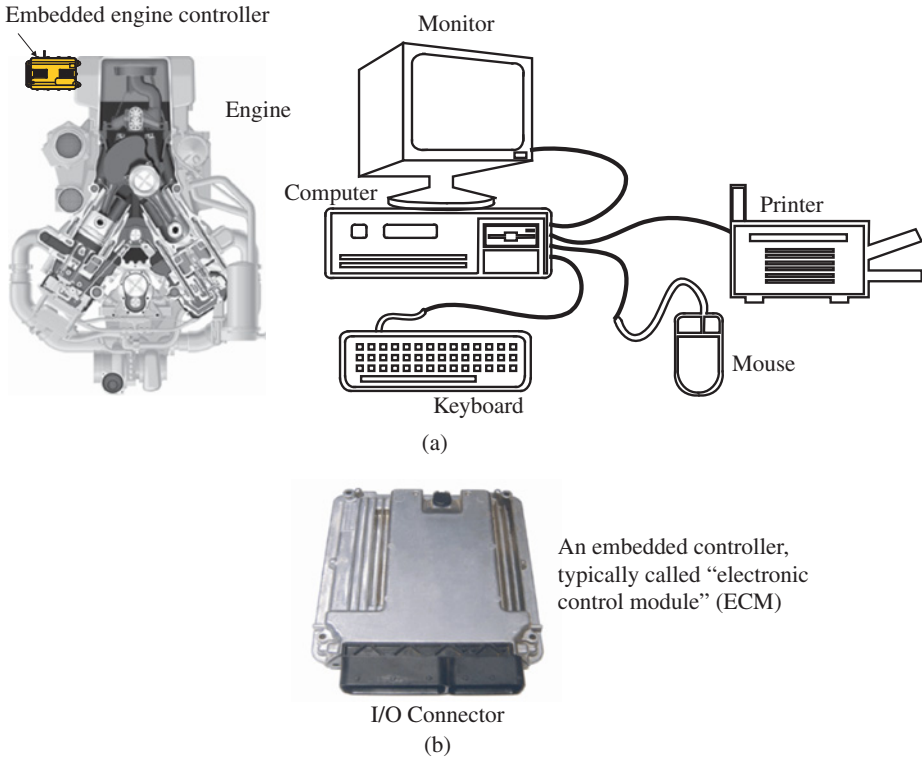 Embedded engine controller
Monitor
Engine
Computer
Printer
Mouse
Keyboard
(a)
An embedded controller,
typically called “electronic
control module” (ECM)
I/O Connector
(b)